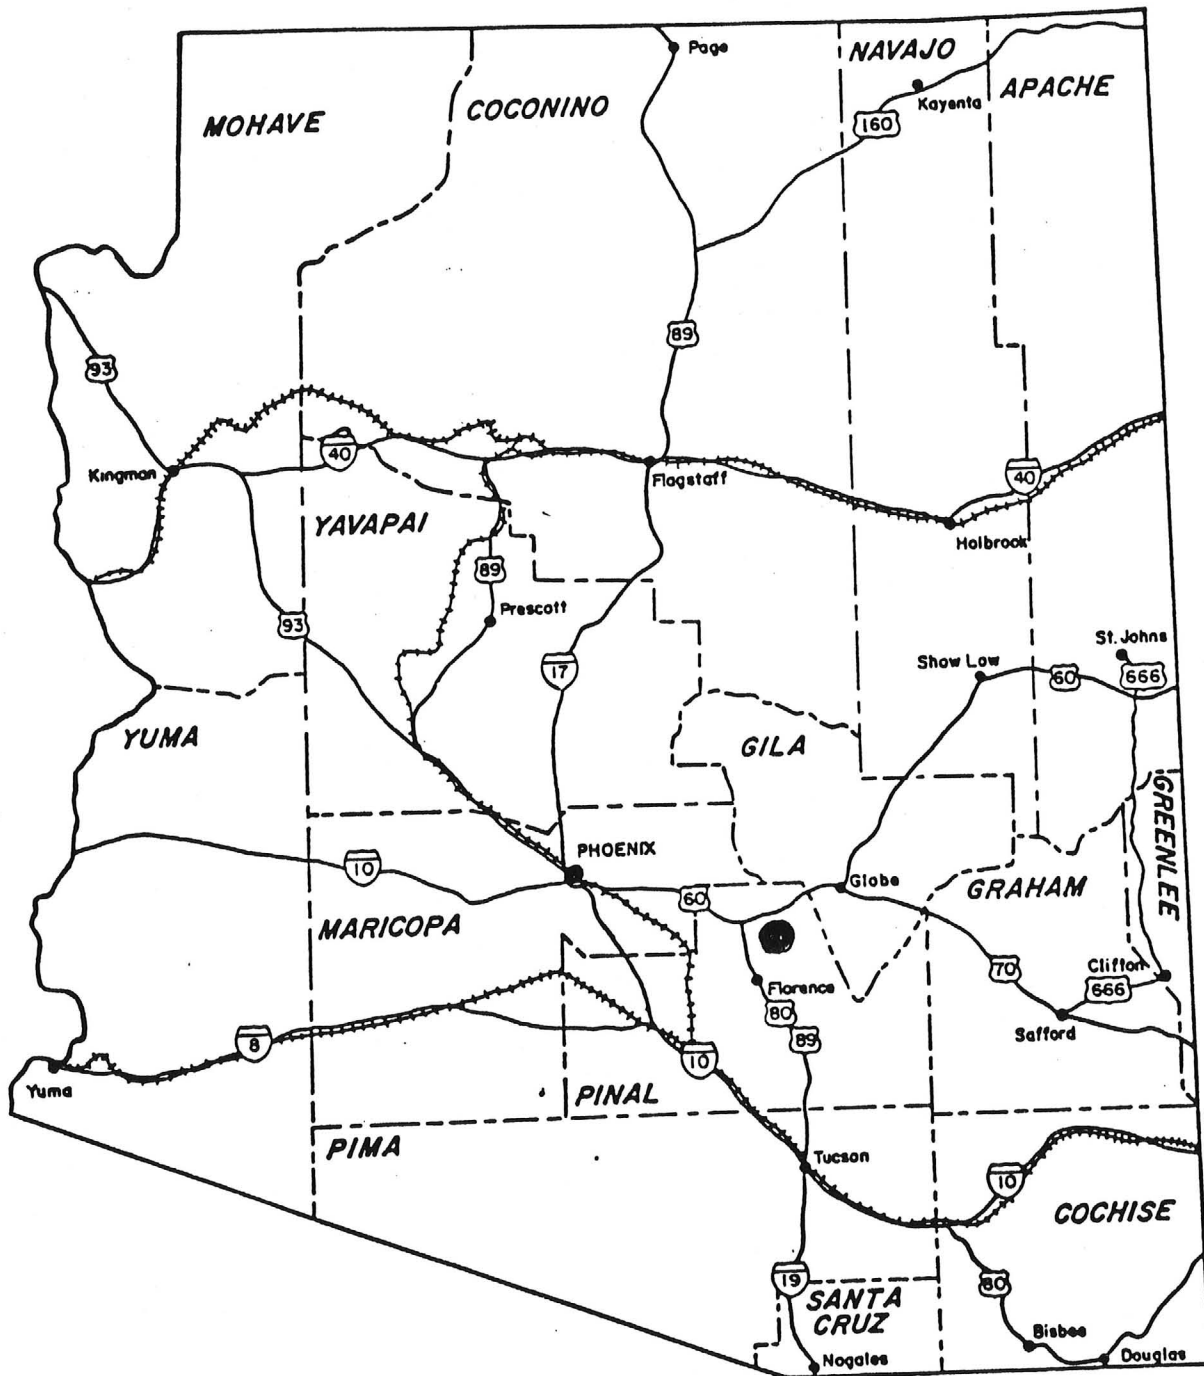 Page
NAVAJO
Kayenta
APACHE
MOHAVE
COCONINO
160
89
93
40
Kingman
Flagstaff
40
Holbrook
YAVAPAI
89
Prescott
93
17
St. Johns
Show Low
60
666
YUMA
GILA
GREENLEE
PHOENIX
10
60
Globe
GRAHAM
MARICOPA
70
Clifton
666
Florence
80
Safford
8
10
89
Yuma
PINAL
PIMA
Tucson
10
COCHISE
19
SANTA
CRUZ
80
Bisbee
Nogales
Douglas